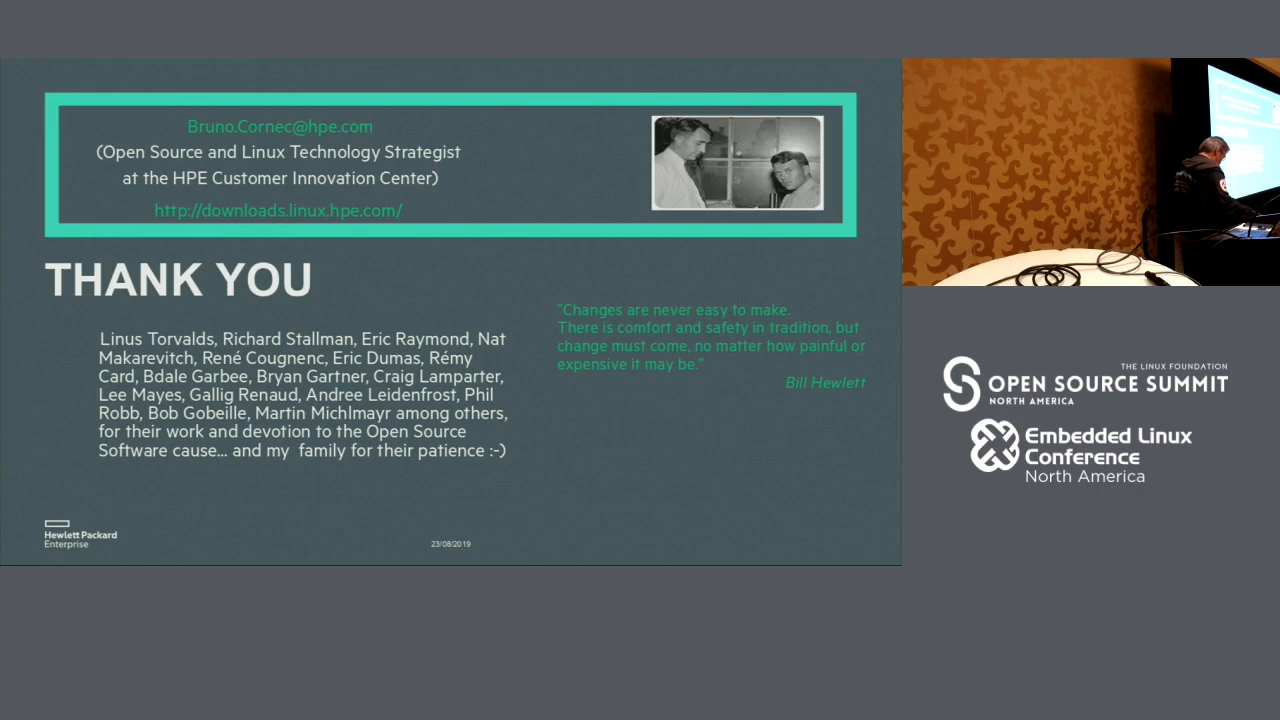 Bruno.Cornec@hpe.com
(Open Source and Linux Technology Strategist
at the HPE Customer Innovation Center)
http://downloads.linux.hpe.com/
THANK YOU
Linus Torvalds, Richard Stallman, Eric Raymond, Nat
Makarevitch, René Cougnenc, Eric Dumas, Rémy
Card, Bdale Garbee, Bryan Gartner, Craig Lamparter,
Lee Mayes, Gallig Renaud, Andree Leidenfrost, Phil
Robb, Bob Gobeille, Martin Michlmayr among others,
for their work and devotion to the Open Source
Software cause... and my  family for their patience :-)
"Changes are never easy to make.
There is comfort and safety in tradition, but
change must come, no matter how painful or
expensive it may be."
Bill Hewlett
Hewlett Packard
Enterprise
23/08/2019
THE LINUX FOUNDATION
OPEN SOURCE SUMMIT
NORTH AMERICA
Embedded Linux
Conference
North America